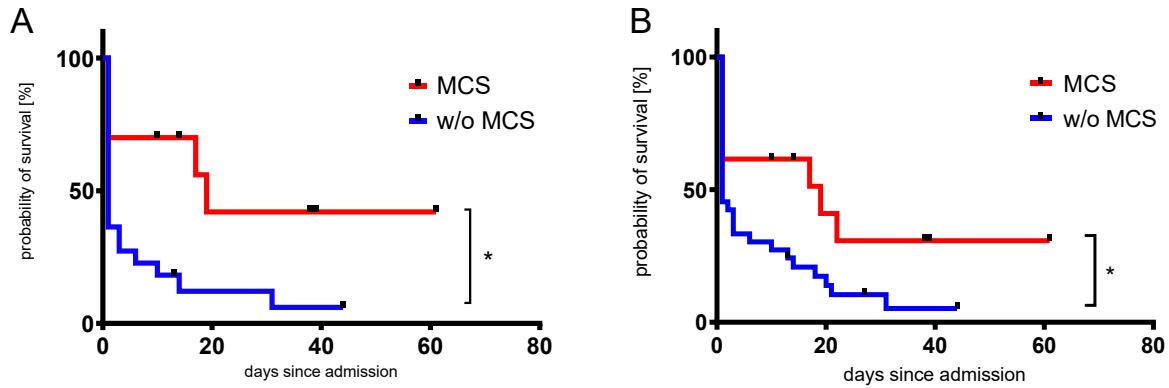 A
probability of survival [%]
100
50
0
MCS
w/o MCS
*
0 20 40 60 80
days since admission
B
probability of survival [%]
100
50
0
MCS
w/o MCS
*
0 20 40 60 80
days since admission